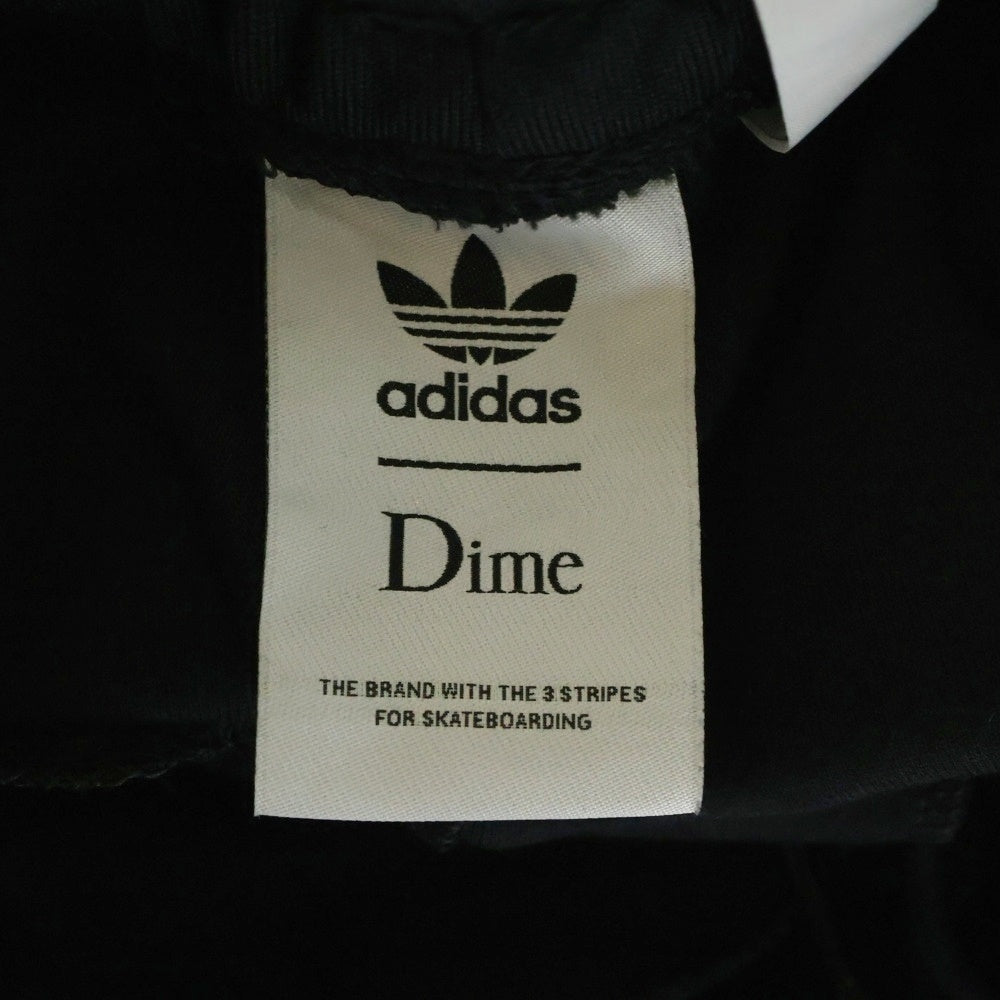 adidas
Dime
THE BRAND WITH THE 3 STRIPES
FOR SKATEBOARDING